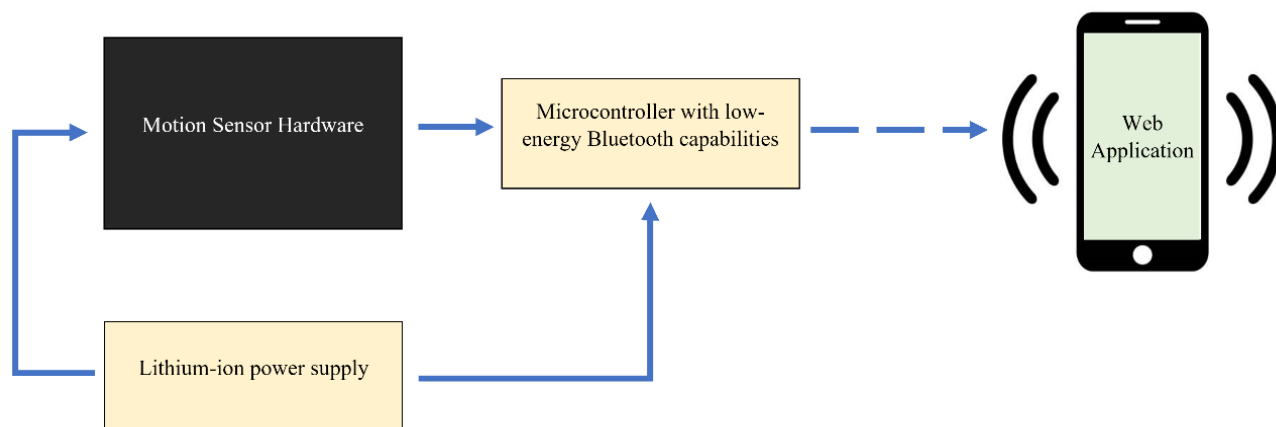 Motion Sensor Hardware
Microcontroller with low-
energy Bluetooth capabilities
Web
Application
Lithium-ion power supply